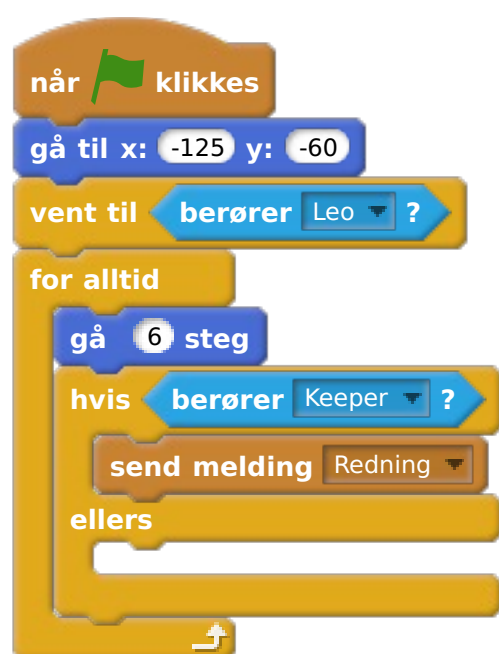 når klikkes
gå til x: -125 y: -60
vent til berører Leo ?
for alltid
gå 6 steg
hvis berører Keeper ?
send melding Redning
ellers